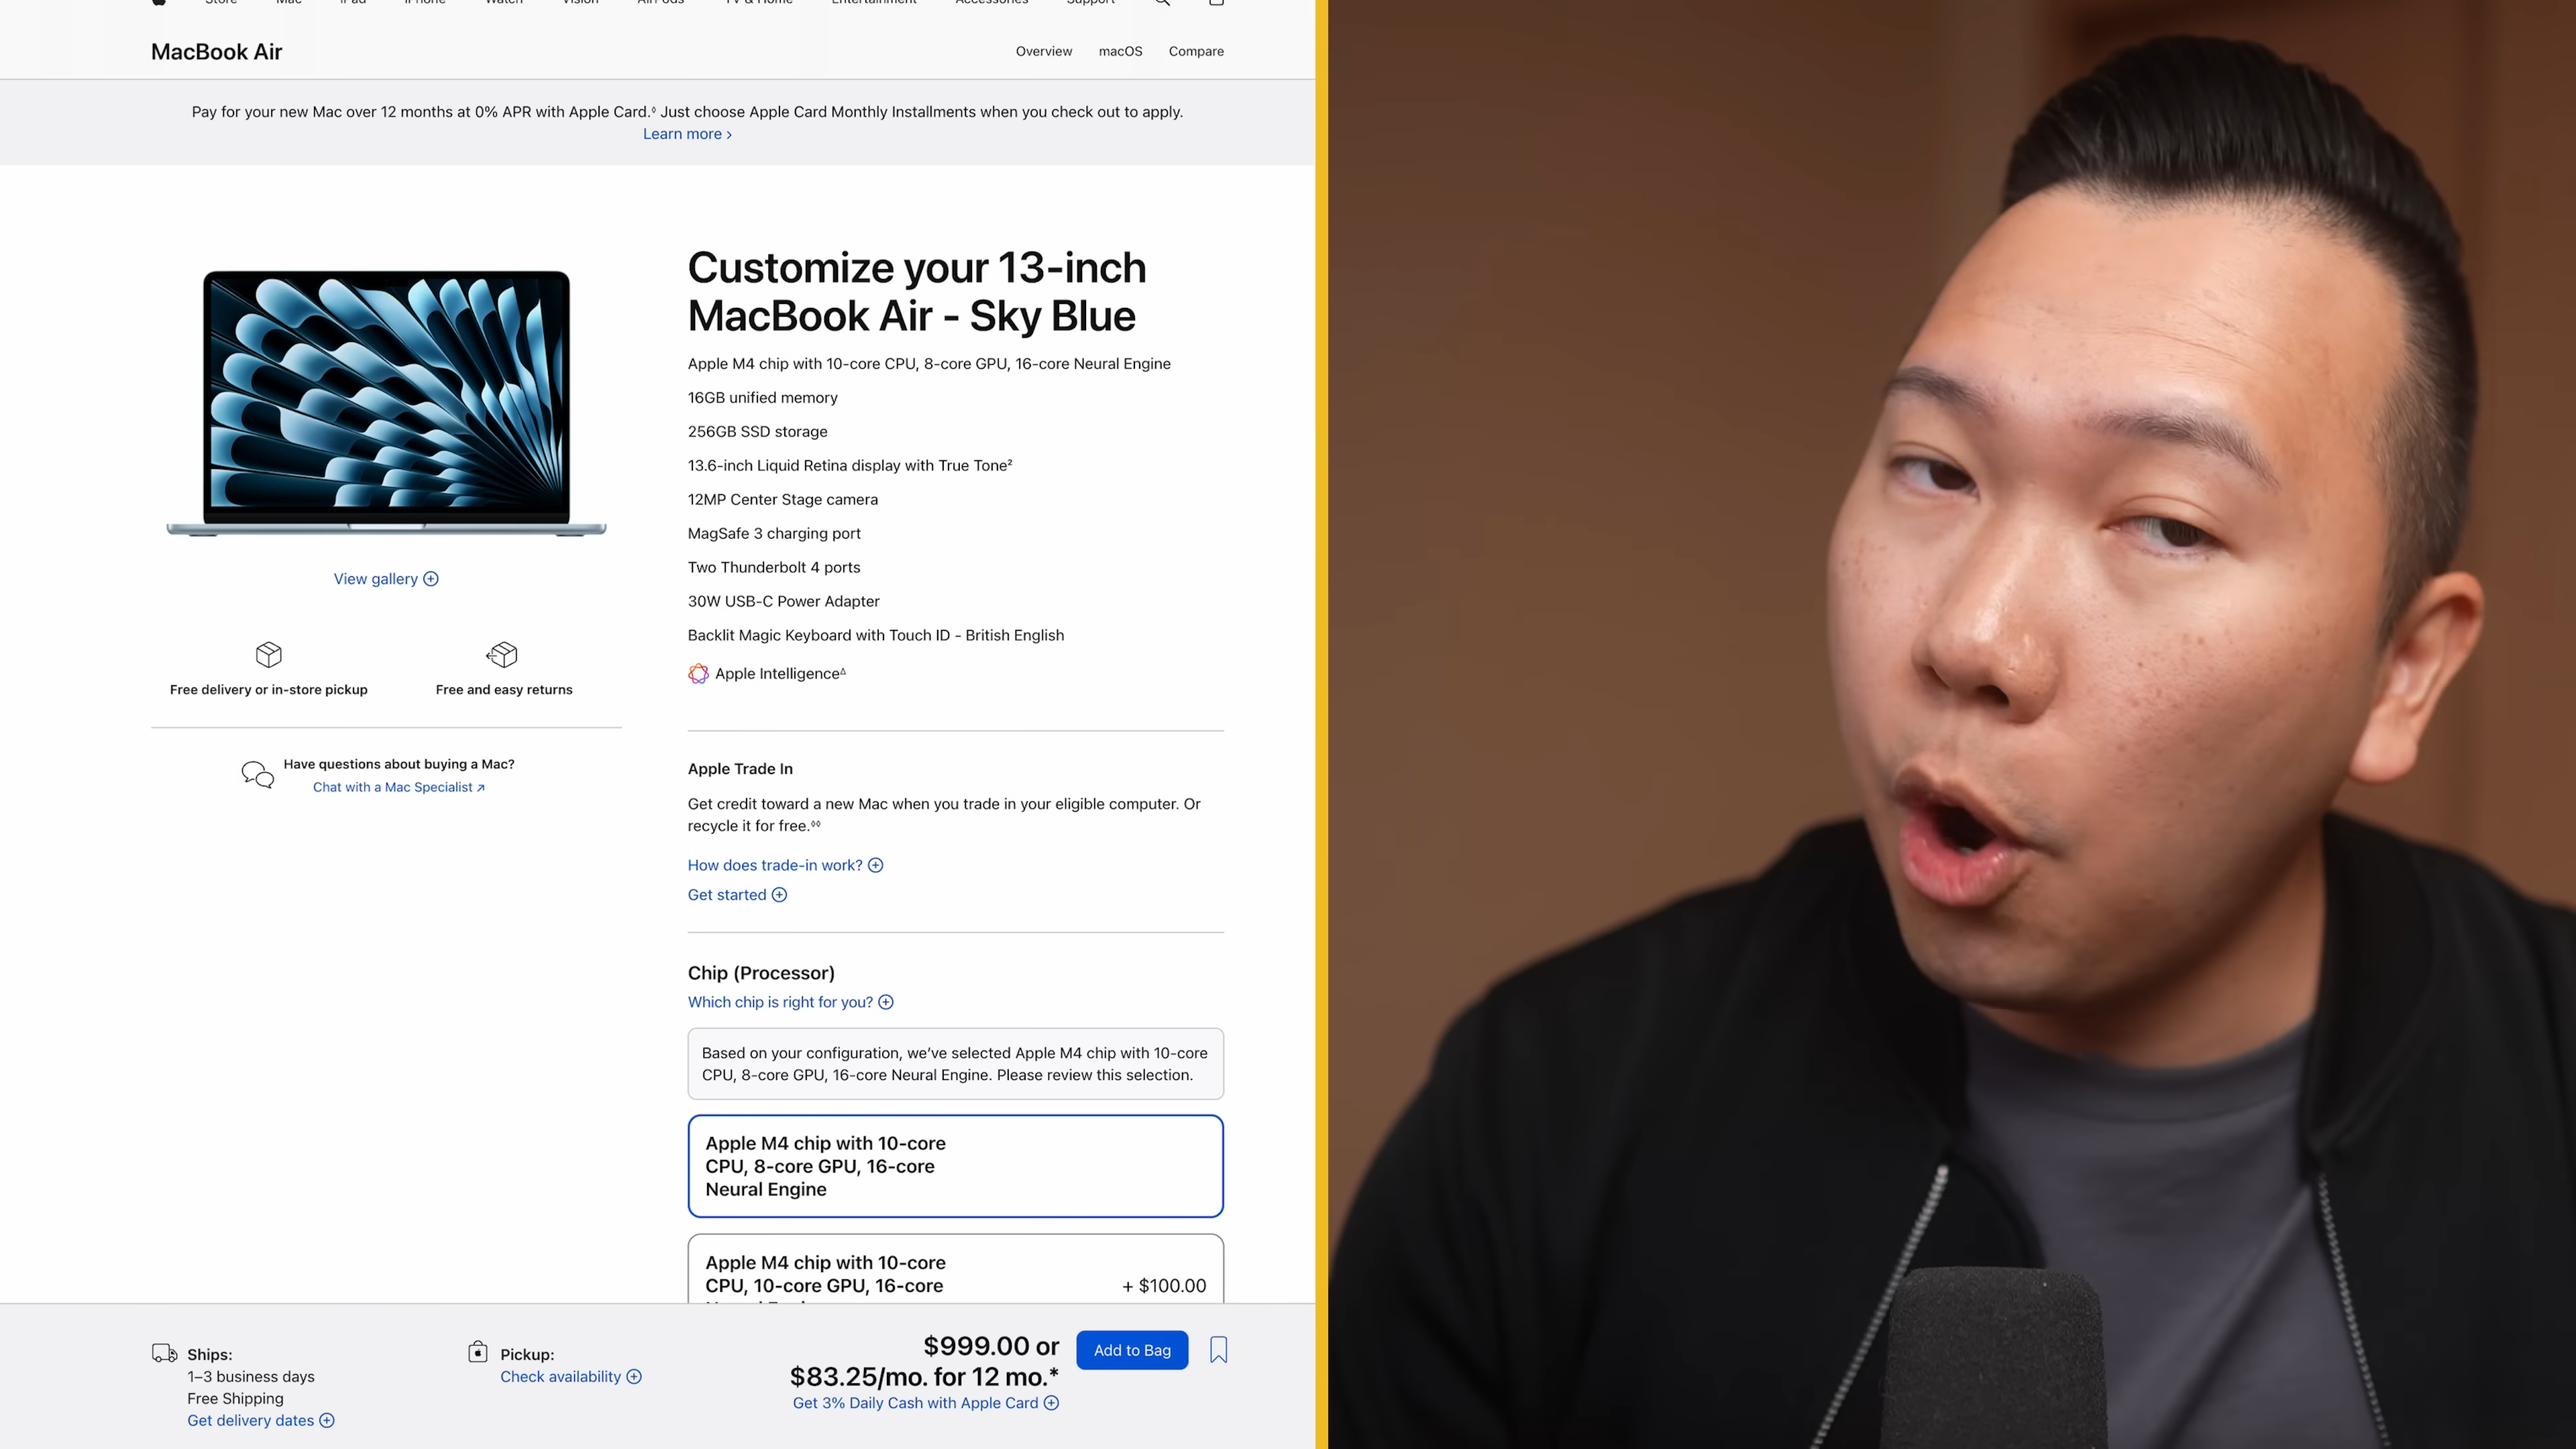 Store Mac iPad iPhone Watch Vision AirPods TV & Home Entertainment Accessories Support
MacBook Air
Overview macOS Compare
Pay for your new Mac over 12 months at 0% APR with Apple Card.◊ Just choose Apple Card Monthly Installments when you check out to apply.
Learn more ›
Customize your 13-inch
MacBook Air - Sky Blue
Apple M4 chip with 10-core CPU, 8-core GPU, 16-core Neural Engine
16GB unified memory
256GB SSD storage
13.6-inch Liquid Retina display with True Tone²
12MP Center Stage camera
MagSafe 3 charging port
Two Thunderbolt 4 ports
30W USB-C Power Adapter
Backlit Magic Keyboard with Touch ID - British English
Apple Intelligence∆
View gallery
Free delivery or in-store pickup
Free and easy returns
Have questions about buying a Mac?
Chat with a Mac Specialist ↗
Apple Trade In
Get credit toward a new Mac when you trade in your eligible computer. Or
recycle it for free.◊◊
How does trade-in work?
Get started
Chip (Processor)
Which chip is right for you?
Based on your configuration, we’ve selected Apple M4 chip with 10-core
CPU, 8-core GPU, 16-core Neural Engine. Please review this selection.
Apple M4 chip with 10-core
CPU, 8-core GPU, 16-core
Neural Engine
Apple M4 chip with 10-core
CPU, 10-core GPU, 16-core
+ $100.00
Ships:
1–3 business days
Free Shipping
Get delivery dates
Pickup:
Check availability
$999.00 or
$83.25/mo. for 12 mo.*
Get 3% Daily Cash with Apple Card
Add to Bag